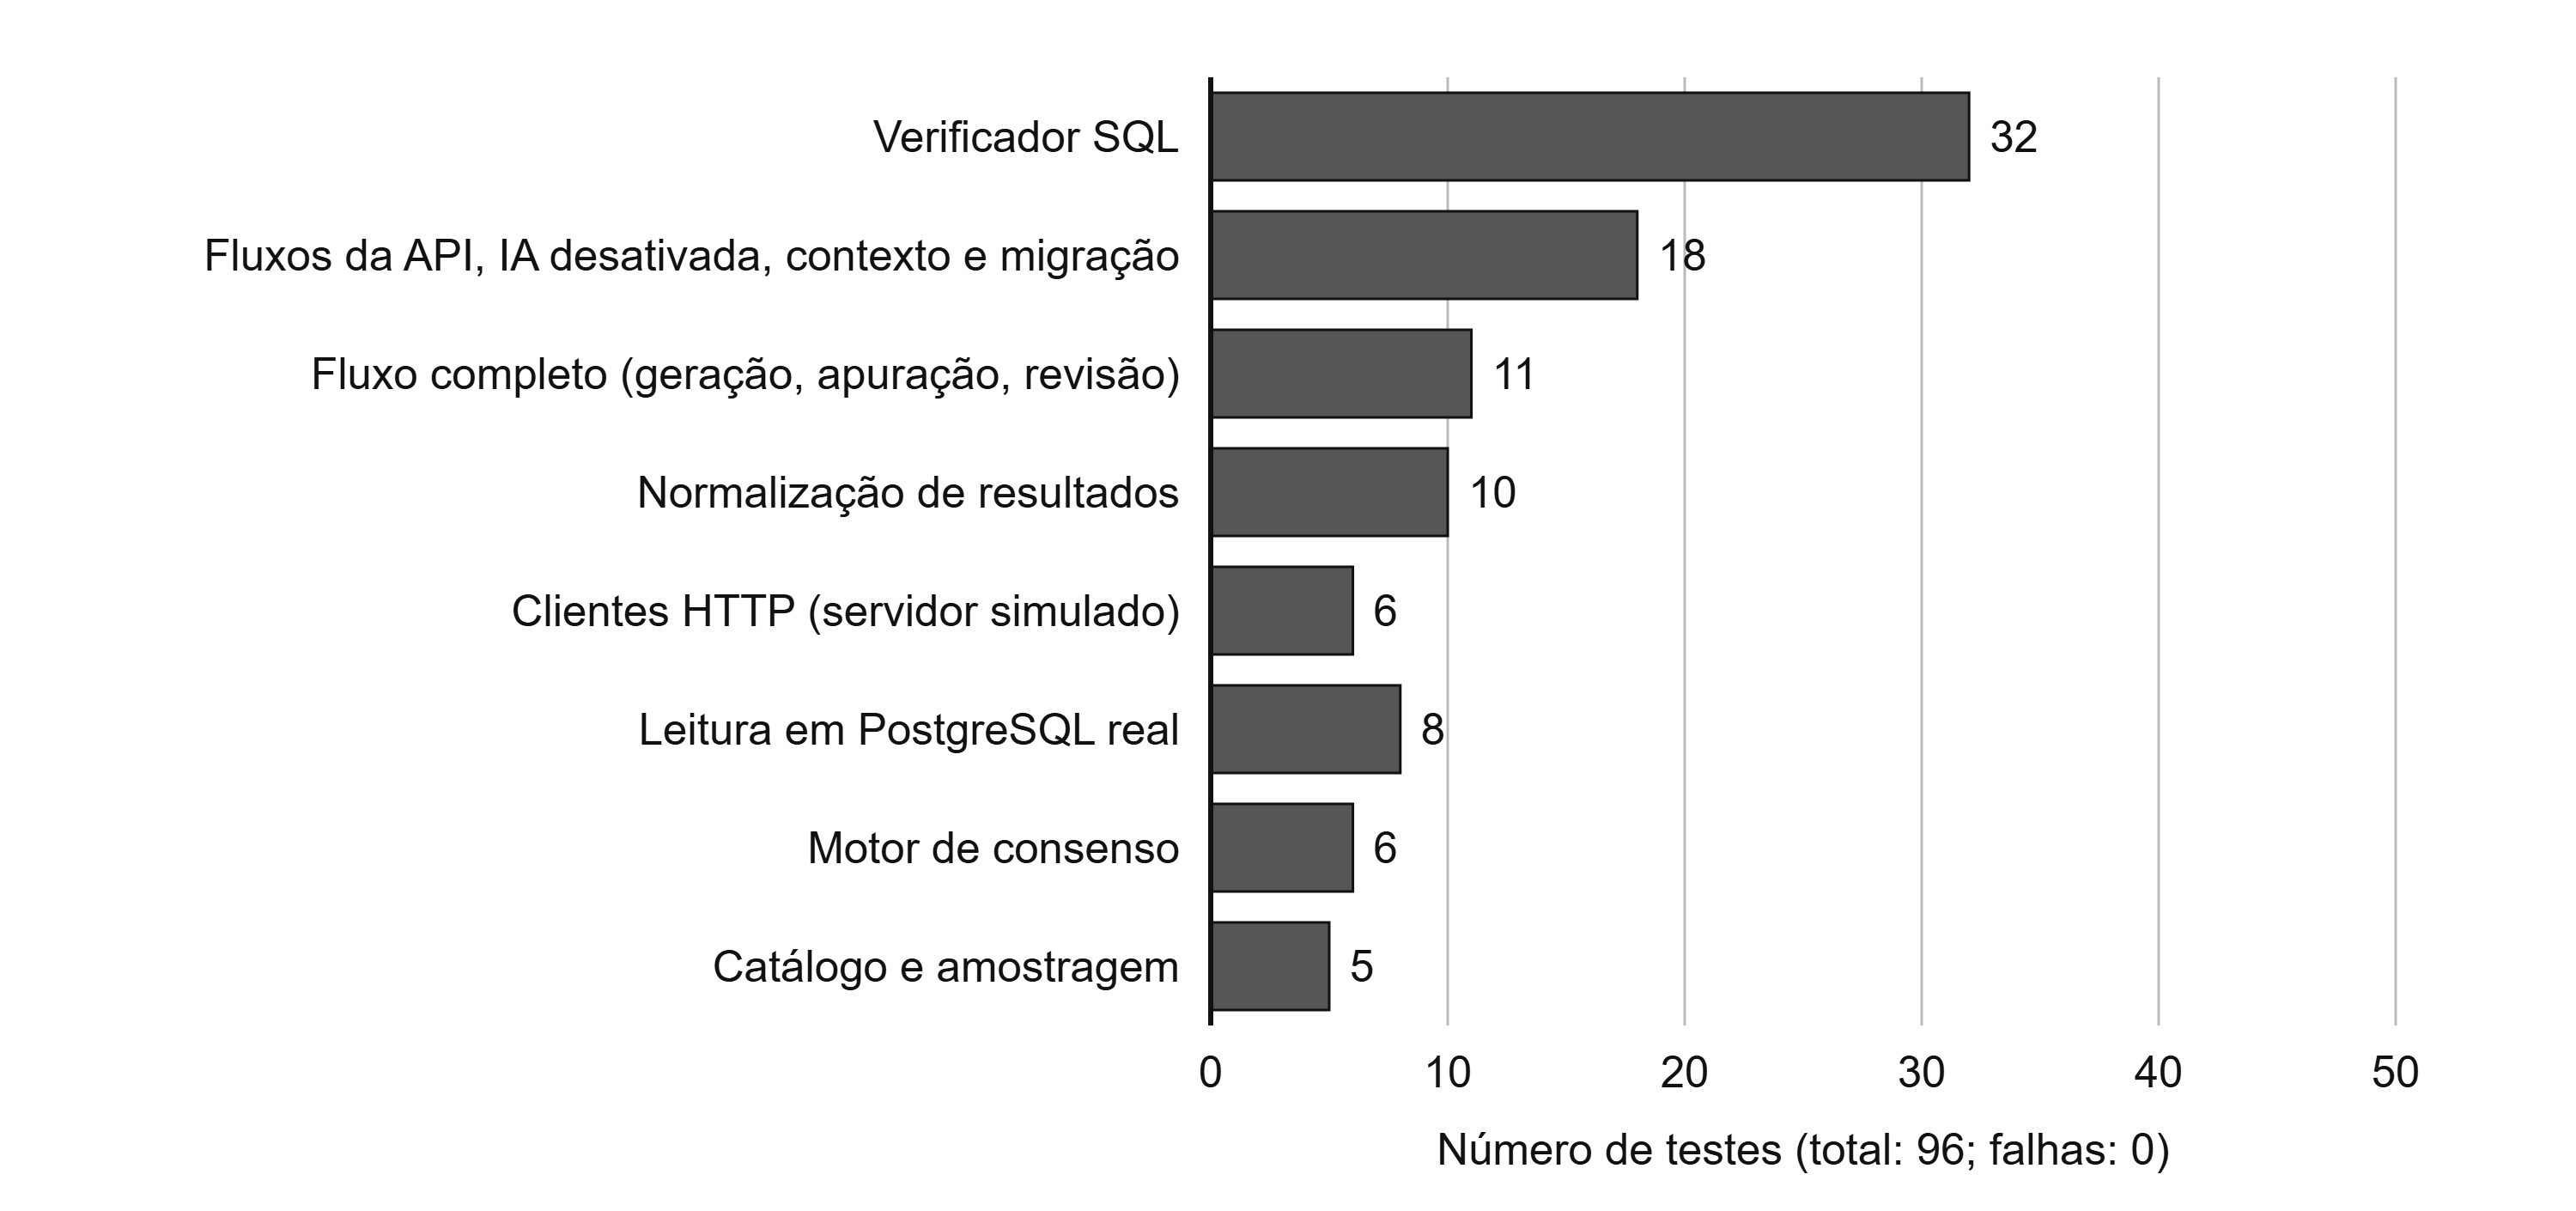 Verificador SQL 32
Fluxos da API, IA desativada, contexto e migração 18
Fluxo completo (geração, apuração, revisão) 11
Normalização de resultados 10
Clientes HTTP (servidor simulado) 6
Leitura em PostgreSQL real 8
Motor de consenso 6
Catálogo e amostragem 5
0 10 20 30 40 50
Número de testes (total: 96; falhas: 0)